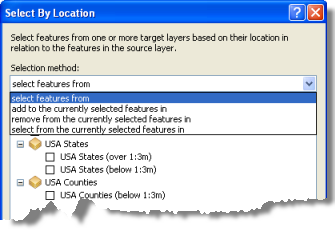 Select By Location
Select features from one or more target layers based on their location in
relation to the features in the source layer.
Selection method:
select features from
select features from
add to the currently selected features in
remove from the currently selected features in
select from the currently selected features in
USA States
USA States (over 1:3m)
USA States (below 1:3m)
USA Counties
USA Counties (below 1:3m)